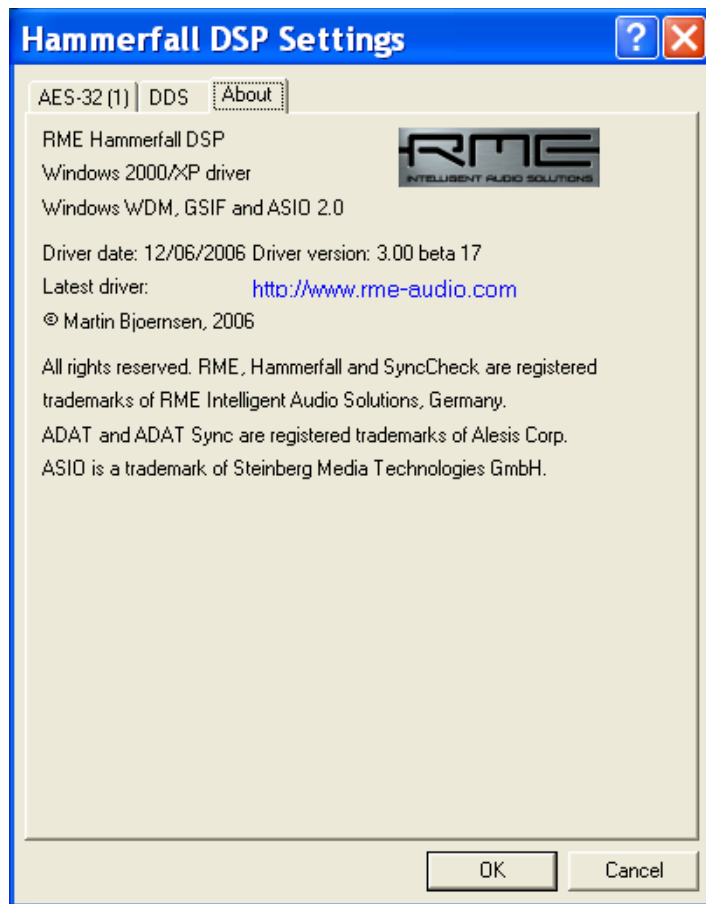 Hammerfall DSP Settings
AES-32 (1) DDS About
RME Hammerfall DSP
RME
INTELLIGENT AUDIO SOLUTIONS
Windows 2000/XP driver
Windows WDM, GSIF and ASIO 2.0
Driver date: 12/06/2006 Driver version: 3.00 beta 17
Latest driver: http://www.rme-audio.com
© Martin Bjoernsen, 2006
All rights reserved. RME, Hammerfall and SyncCheck are registered
trademarks of RME Intelligent Audio Solutions, Germany.
ADAT and ADAT Sync are registered trademarks of Alesis Corp.
ASIO is a trademark of Steinberg Media Technologies GmbH.
OK Cancel